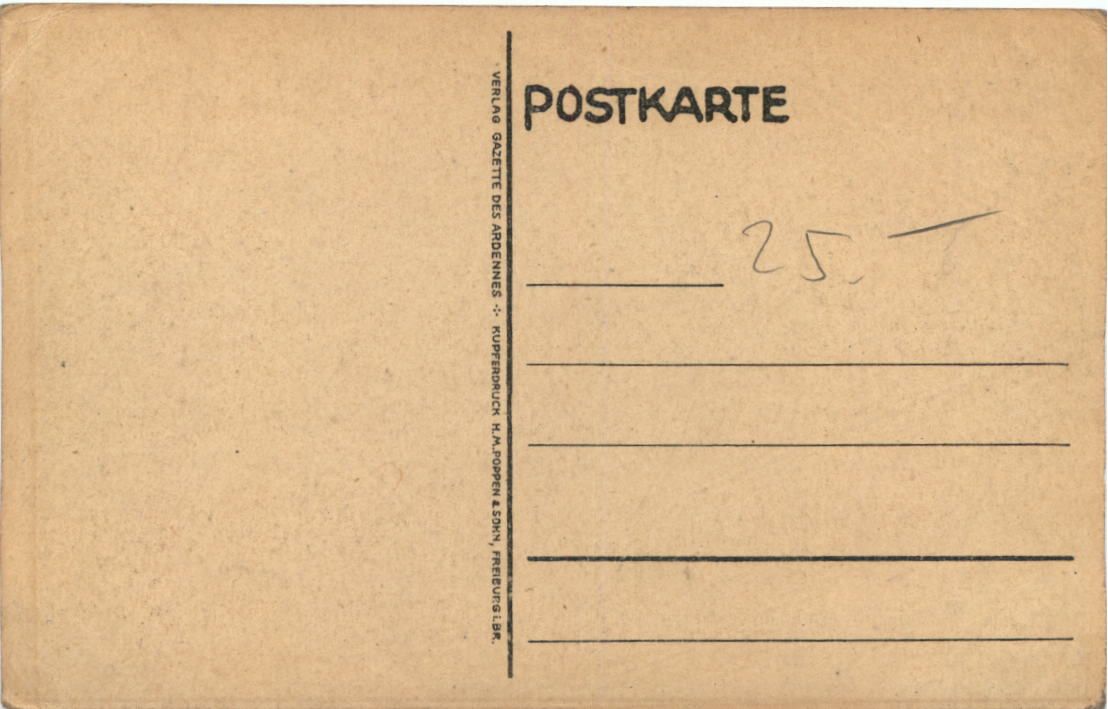 POSTKARTE
25.—
VERLAG GAZETTE DES ARDENNES ⁘ KUPFERDRUCK H.M.POPPEN & SOHN, FREIBURG i.BR.